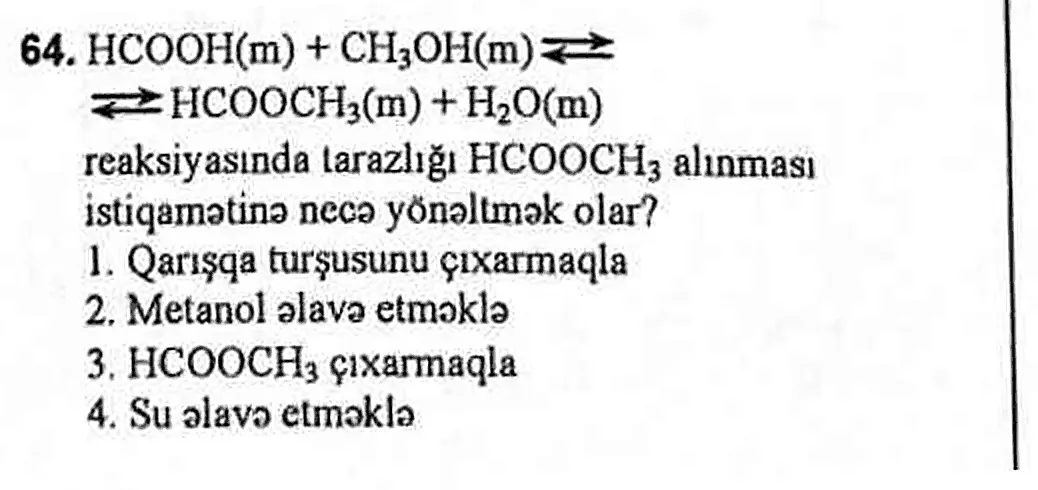 64. HCOOH(m) + CH₃OH(m)⇄
⇄HCOOCH₃(m) + H₂O(m)
reaksiyasında tarazlığı HCOOCH₃ alınması
istiqamətinə necə yönəltmək olar?
1. Qarışqa turşusunu çıxarmaqla
2. Metanol əlavə etməklə
3. HCOOCH₃ çıxarmaqla
4. Su əlavə etməklə